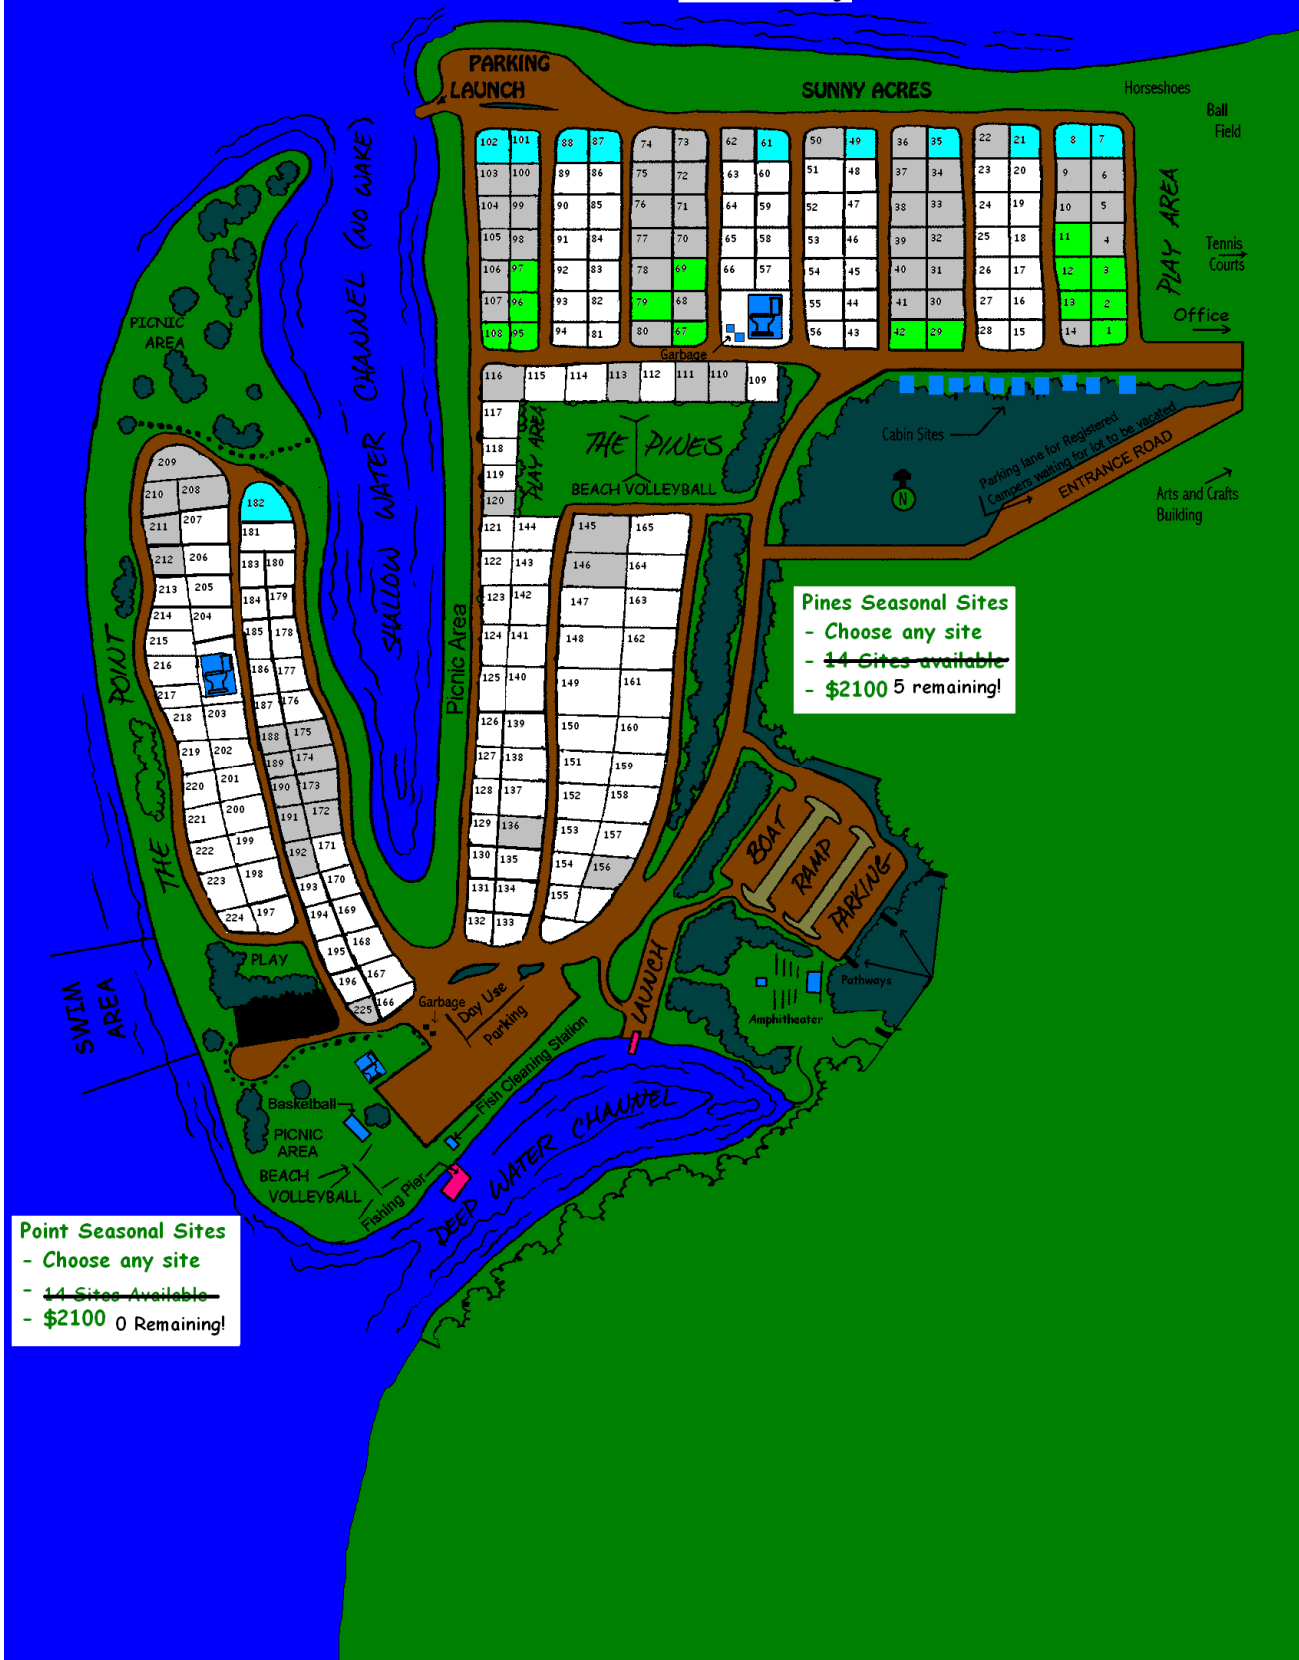 PARKING
LAUNCH
SUNNY ACRES
Horseshoes
Ball
Field
PLAY AREA
Tennis
Courts
Office
102 101 88 87 74 73 62 61 50 49 36 35 22 21 8 7
103 100 89 86 75 72 63 60 51 48 37 34 23 20 9 6
104 99 90 85 76 71 64 59 52 47 38 33 24 19 10 5
105 98 91 84 77 70 65 58 53 46 39 32 25 18 11 4
106 97 92 83 78 69 66 57 54 45 40 31 26 17 12 3
107 96 93 82 79 68 55 44 41 30 27 16 13 2
108 95 94 81 80 67 56 43 42 29 28 15 14 1
Garbage
116 115 114 113 112 111 110 109
117
118
119
120
PLAY AREA
THE PINES
BEACH VOLLEYBALL
Cabin Sites
N
Parking lane for Registered
Campers waiting for lot to be vacated
ENTRANCE ROAD
Arts and Crafts
Building
SHALLOW WATER CHANNEL (NO WAKE)
PICNIC
AREA
Picnic Area
THE POINT
209
210 208
211 207
212 206
213 205
214 204
215
216
217
218 203
219 202
220 201
221 200
222 199
223 198
224 197
182
181
183 180
184 179
185 178
186 177
187 176
188 175
189 174
190 173
191 172
192 171
193 170
194 169
195 168
196 167
225 166
121 144 145 165
122 143 146 164
123 142 147 163
124 141 148 162
125 140 149 161
126 139 150 160
127 138 151 159
128 137 152 158
129 136 153 157
130 135 154 156
131 134 155
132 133
Pines Seasonal Sites
- Choose any site
- 14 Sites available
- $2100 5 remaining!
BOAT
RAMP
PARKING
LAUNCH
Pathways
Amphitheater
PLAY
SWIM
AREA
Garbage
Day Use
Parking
Fish Cleaning Station
Basketball
PICNIC
AREA
BEACH
VOLLEYBALL
Fishing Pier
DEEP WATER CHANNEL
Point Seasonal Sites
- Choose any site
- 14 Sites Available
- $2100 0 Remaining!